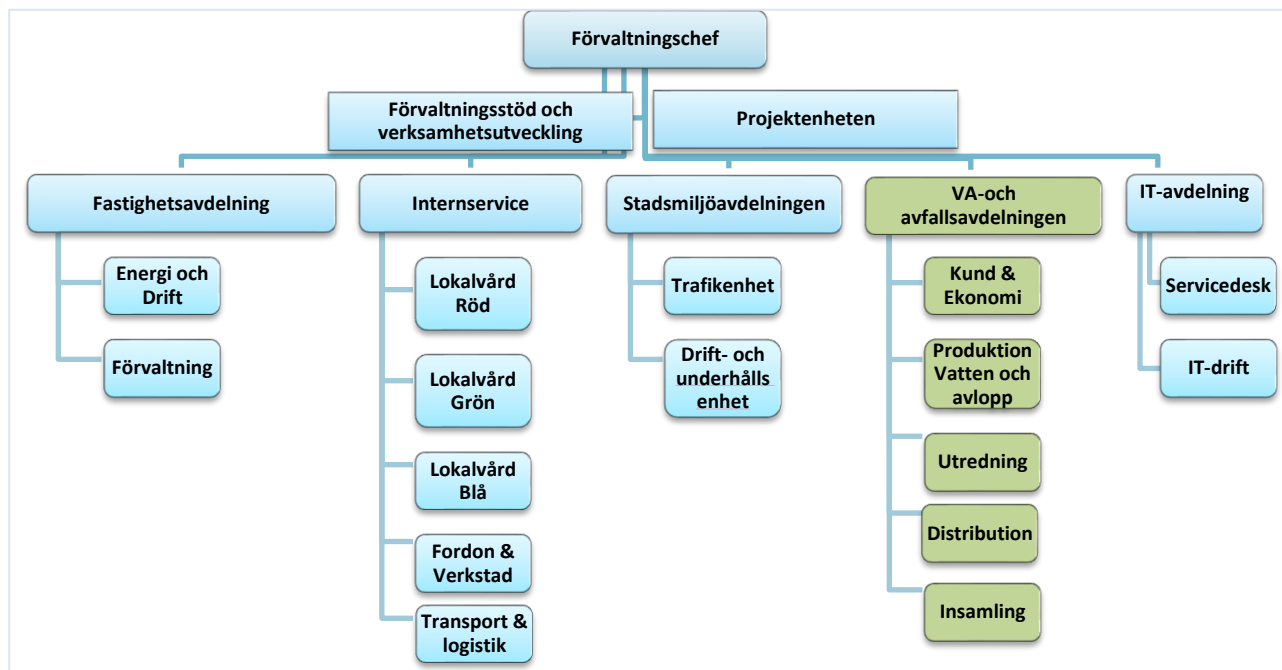 Förvaltningschef
Förvaltningsstöd och
verksamhetsutveckling
Projektenheten
Fastighetsavdelning
Internservice
Stadsmiljöavdelningen
VA-och
avfallsavdelningen
IT-avdelning
Energi och
Drift
Förvaltning
Lokalvård
Röd
Lokalvård
Grön
Lokalvård
Blå
Fordon &
Verkstad
Transport &
logistik
Trafikenhet
Drift- och
underhålls
enhet
Kund &
Ekonomi
Produktion
Vatten och
avlopp
Utredning
Distribution
Insamling
Servicedesk
IT-drift